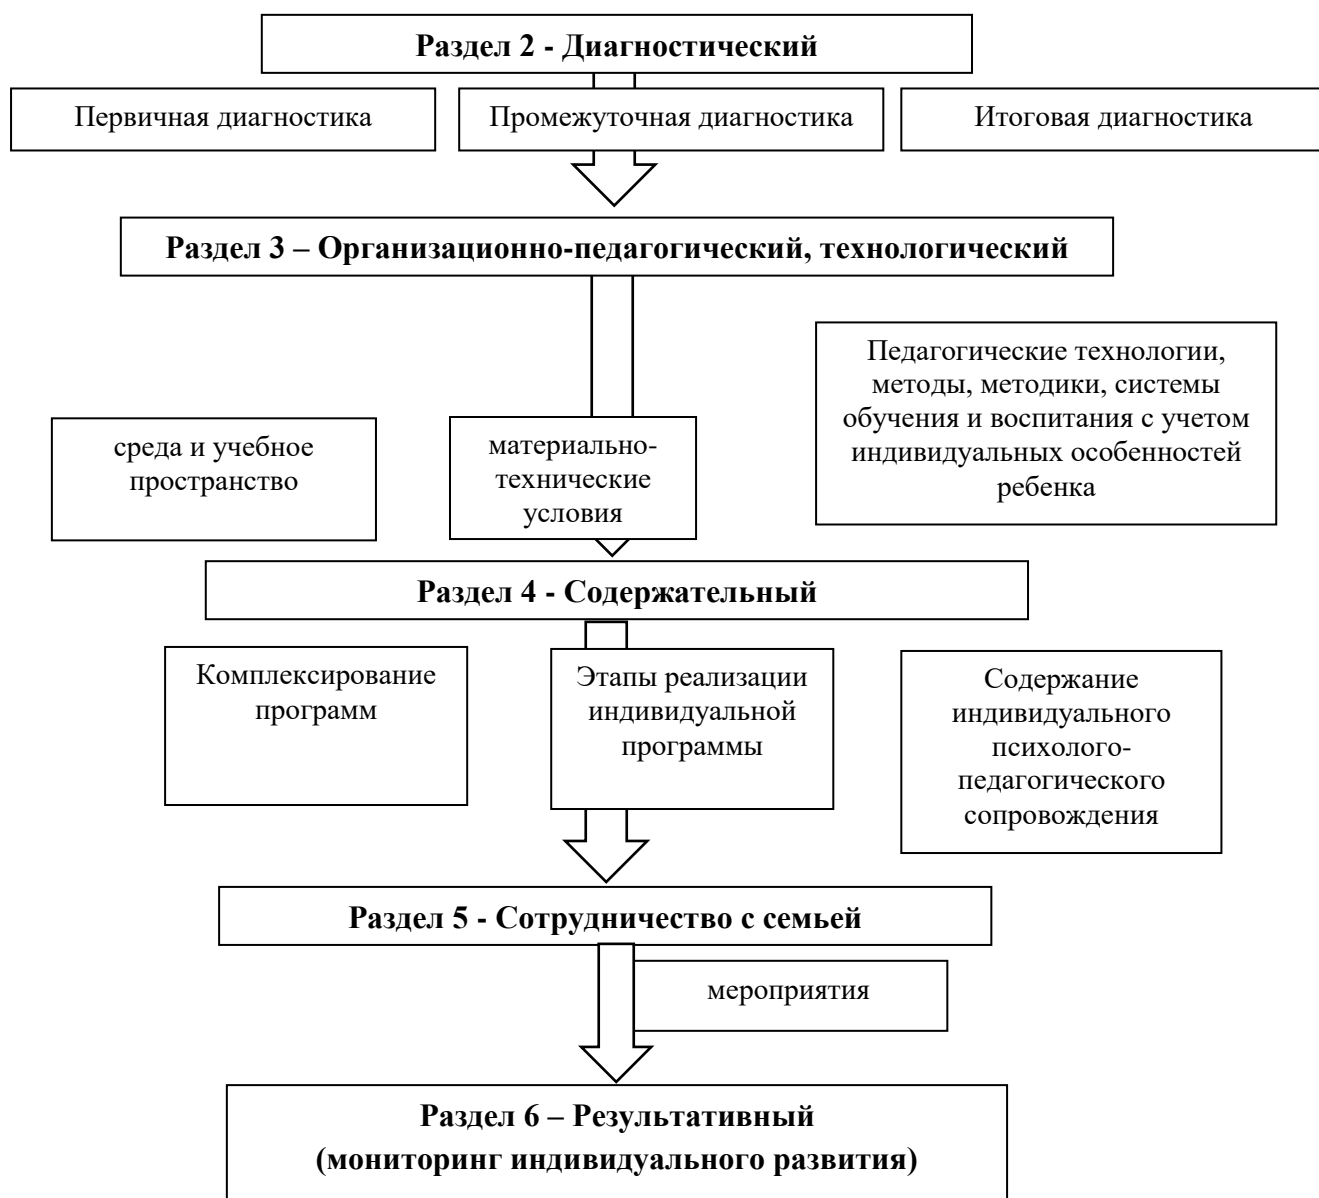 Раздел 2 - Диагностический
Первичная диагностика
Промежуточная диагностика
Итоговая диагностика
Раздел 3 – Организационно-педагогический, технологический
среда и учебное
пространство
материально-
технические
условия
Педагогические технологии,
методы, методики, системы
обучения и воспитания с учетом
индивидуальных особенностей
ребенка
Раздел 4 - Содержательный
Комплексирование
программ
Этапы реализации
индивидуальной
программы
Содержание
индивидуального
психолого-
педагогического
сопровождения
Раздел 5 - Сотрудничество с семьей
мероприятия
Раздел 6 – Результативный
(мониторинг индивидуального развития)